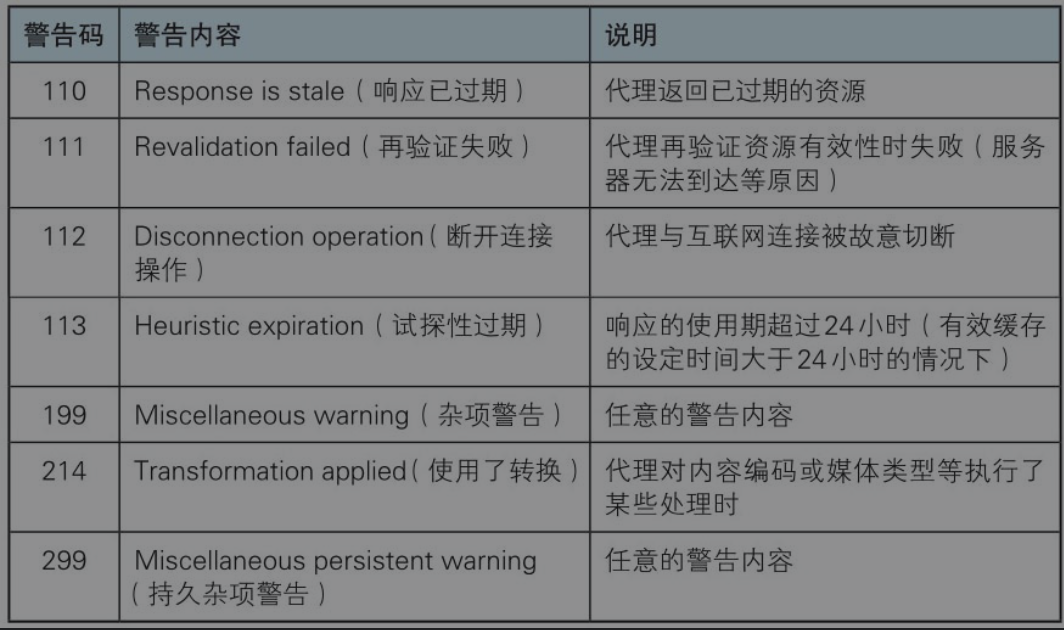 警告码 警告内容 说明
110 Response is stale（响应已过期） 代理返回已过期的资源
111 Revalidation failed（再验证失败） 代理再验证资源有效性时失败（服务
器无法到达等原因）
112 Disconnection operation（断开连接 代理与互联网连接被故意切断
操作）
113 Heuristic expiration（试探性过期） 响应的使用期超过24小时（有效缓存
的设定时间大于24小时的情况下）
199 Miscellaneous warning（杂项警告） 任意的警告内容
214 Transformation applied（使用了转换） 代理对内容编码或媒体类型等执行了
某些处理时
299 Miscellaneous persistent warning 任意的警告内容
（持久杂项警告）